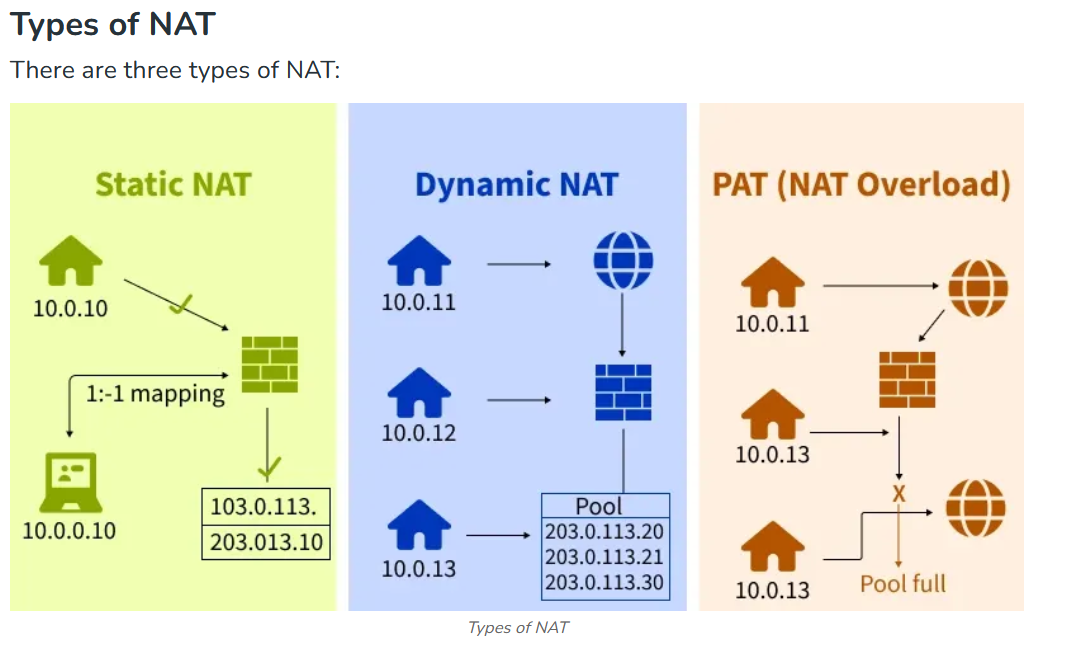 Types of NAT
There are three types of NAT:
Static NAT
10.0.10
1:-1 mapping
10.0.0.10
103.0.113.
203.013.10
Dynamic NAT
10.0.11
10.0.12
10.0.13
Pool
203.0.113.20
203.0.113.21
203.0.113.30
PAT (NAT Overload)
10.0.11
10.0.13
X
10.0.13
Pool full
Types of NAT